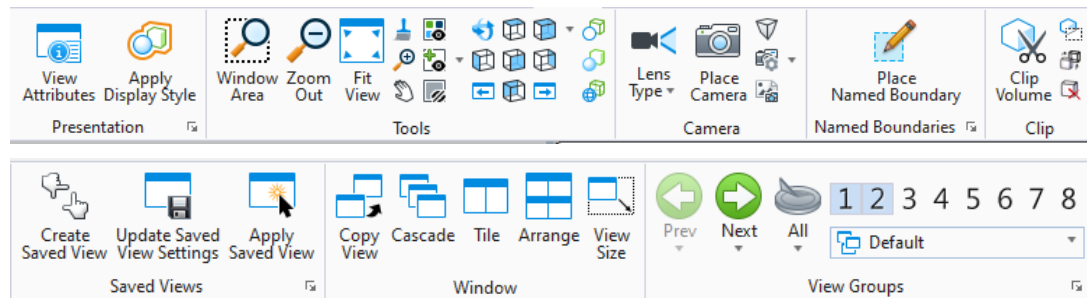 View Attributes
Apply Display Style
Presentation
Window Area
Zoom Out
Fit View
Tools
Lens Type
Place Camera
Camera
Place Named Boundary
Named Boundaries
Clip Volume
Clip
Create Saved View
Update Saved View Settings
Apply Saved View
Saved Views
Copy View
Cascade
Tile
Arrange
View Size
Window
Prev
Next
All
1 2 3 4 5 6 7 8
Default
View Groups